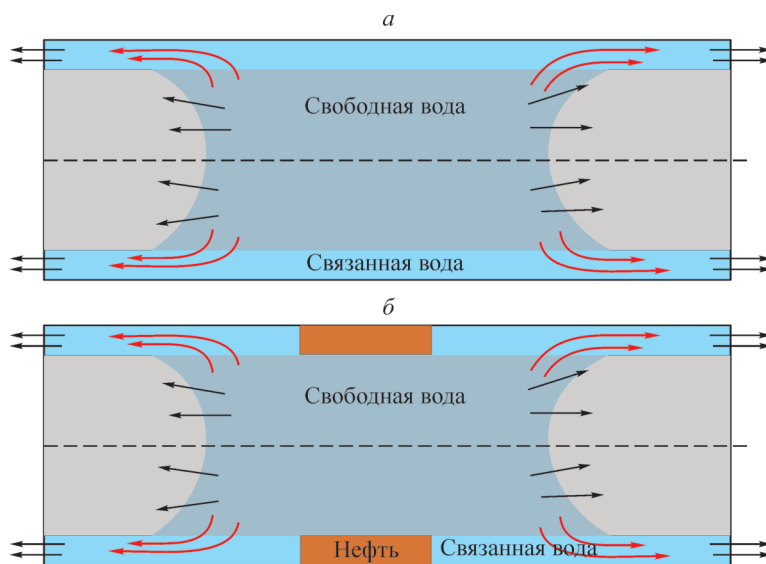 а
Свободная вода
Связанная вода
б
Свободная вода
Нефть Связанная вода